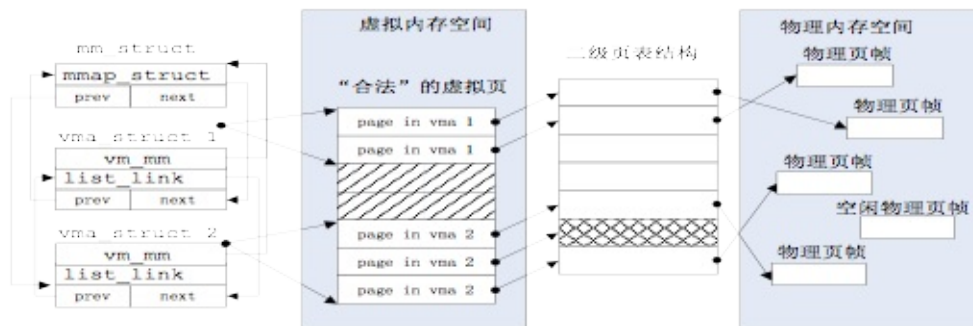 mm_struct
mmap_struct
prev next
vma_struct 1
vm_mm
list_link
prev next
vma_struct 2
vm_mm
list_link
prev next
虚拟内存空间
“合法”的虚拟页
page in vma 1
page in vma 1
page in vma 2
page in vma 2
page in vma 2
二级页表结构
物理内存空间
物理页帧
物理页帧
物理页帧
空闲物理页帧
物理页帧